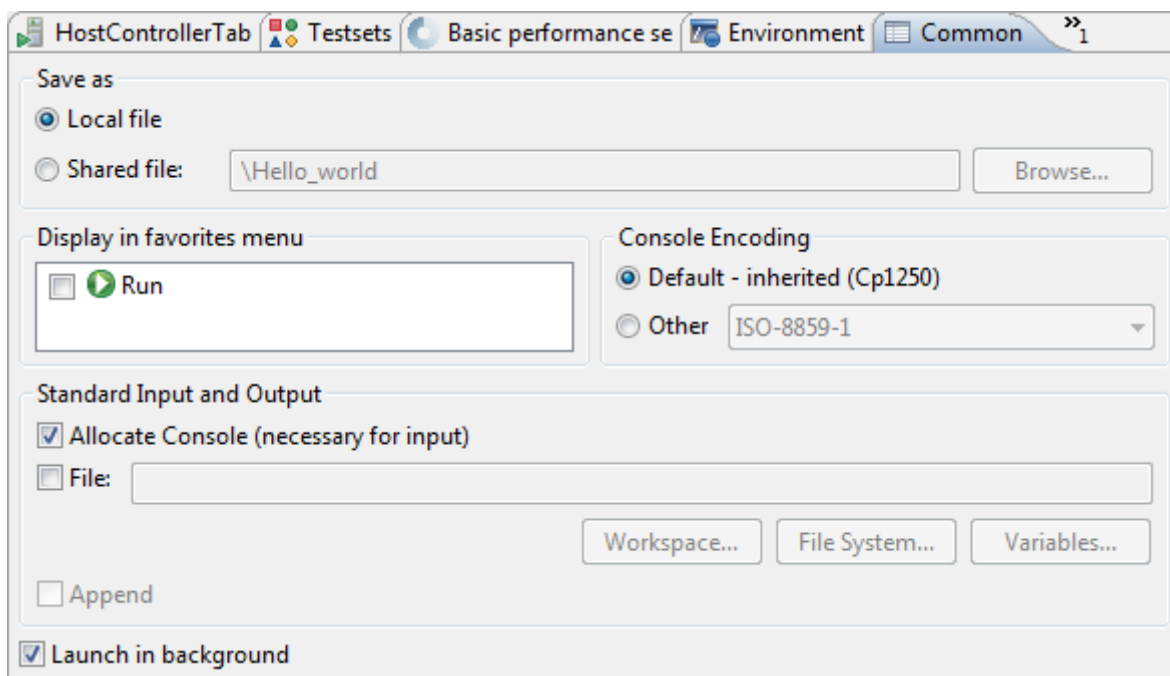 HostControllerTab Testsets Basic performance se Environment Common »1
Save as
Local file
Shared file: \Hello_world Browse...
Display in favorites menu
Run
Console Encoding
Default - inherited (Cp1250)
Other ISO-8859-1
Standard Input and Output
Allocate Console (necessary for input)
File:
Workspace... File System... Variables...
Append
Launch in background